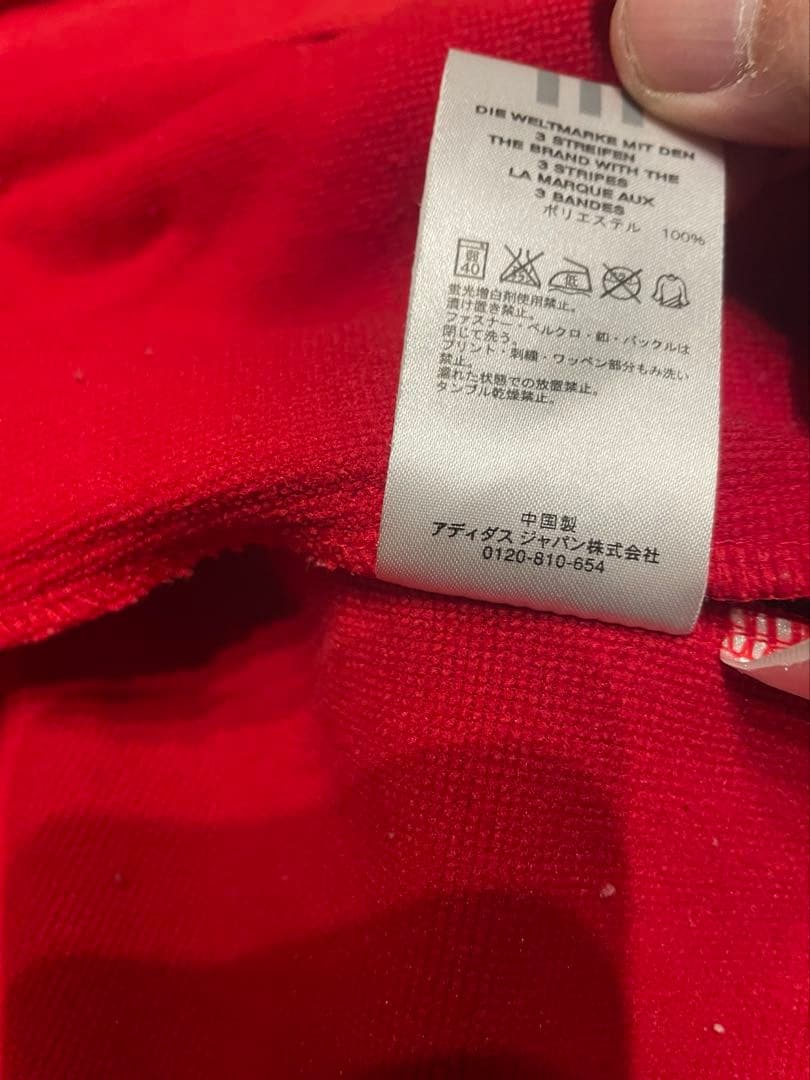 DIE WELTMARKE MIT DEN
3 STREIFEN
THE BRAND WITH THE
3 STRIPES
LA MARQUE AUX
3 BANDES
ポリエステル 100%
弱 40 低
蛍光増白剤使用禁止。
漬け置き禁止。
ファスナー・ベルクロ・釦・バックルは
閉じて洗う。
プリント・刺繍・ワッペン部分もみ洗い
禁止。
濡れた状態での放置禁止。
タンブル乾燥禁止。
中国製
アディダス ジャパン株式会社
0120-810-654